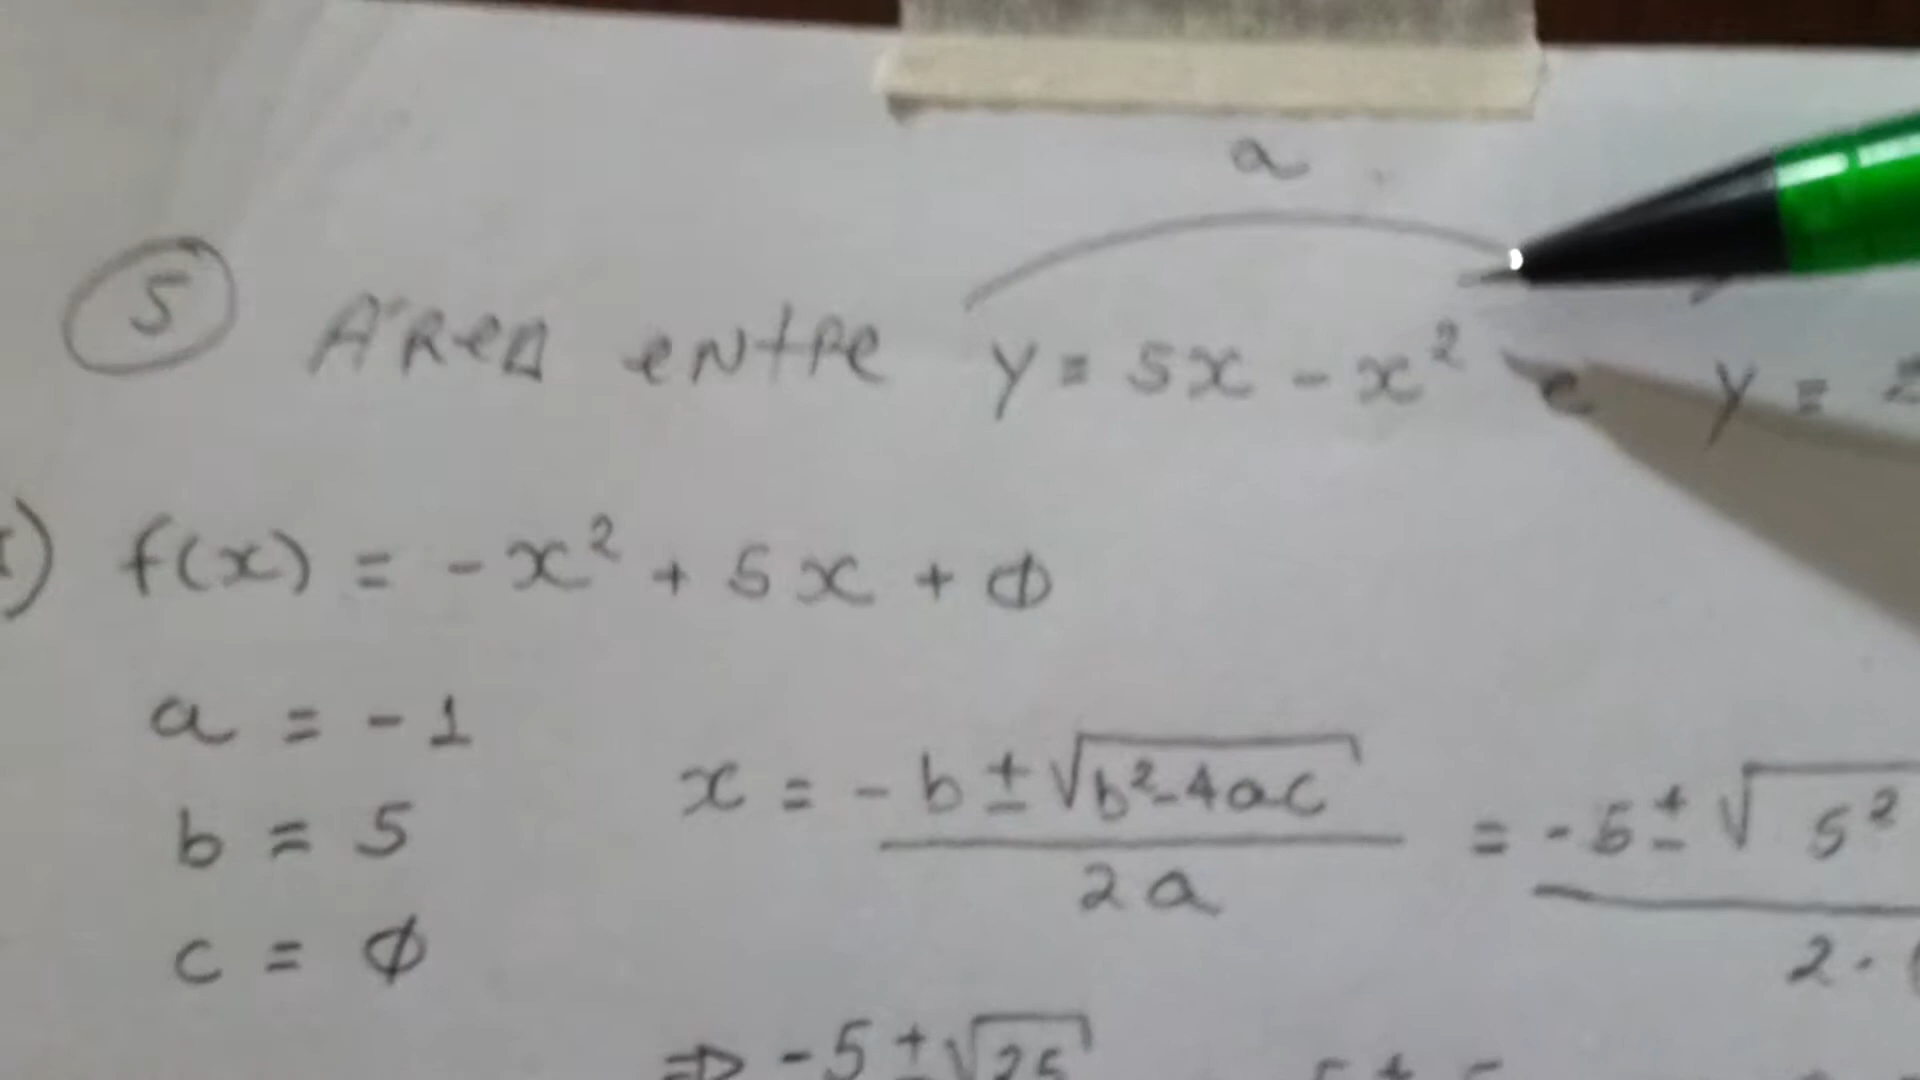 a
5 Área entre y = 5x - x² e y = 2
) f(x) = -x² + 5x + 0
a = -1
b = 5 x = -b ± √b²-4ac / 2a = -5 ± √5² / 2 · (
c = 0
⇒ -5 ± √25